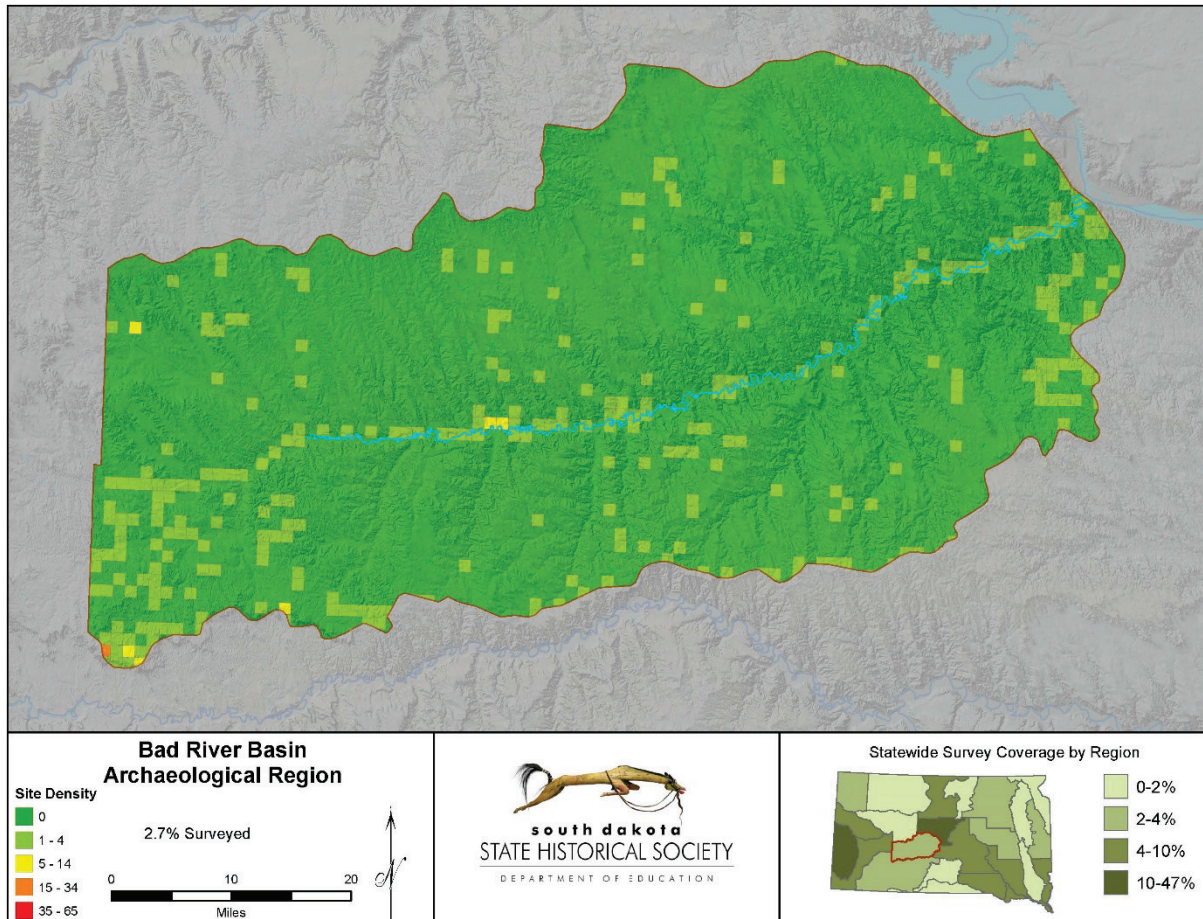 Bad River Basin
Archaeological Region
Site Density
0
1 - 4
5 - 14
15 - 34
35 - 65
2.7% Surveyed
N
0 10 20
Miles
south dakota
STATE HISTORICAL SOCIETY
DEPARTMENT OF EDUCATION
Statewide Survey Coverage by Region
0-2%
2-4%
4-10%
10-47%